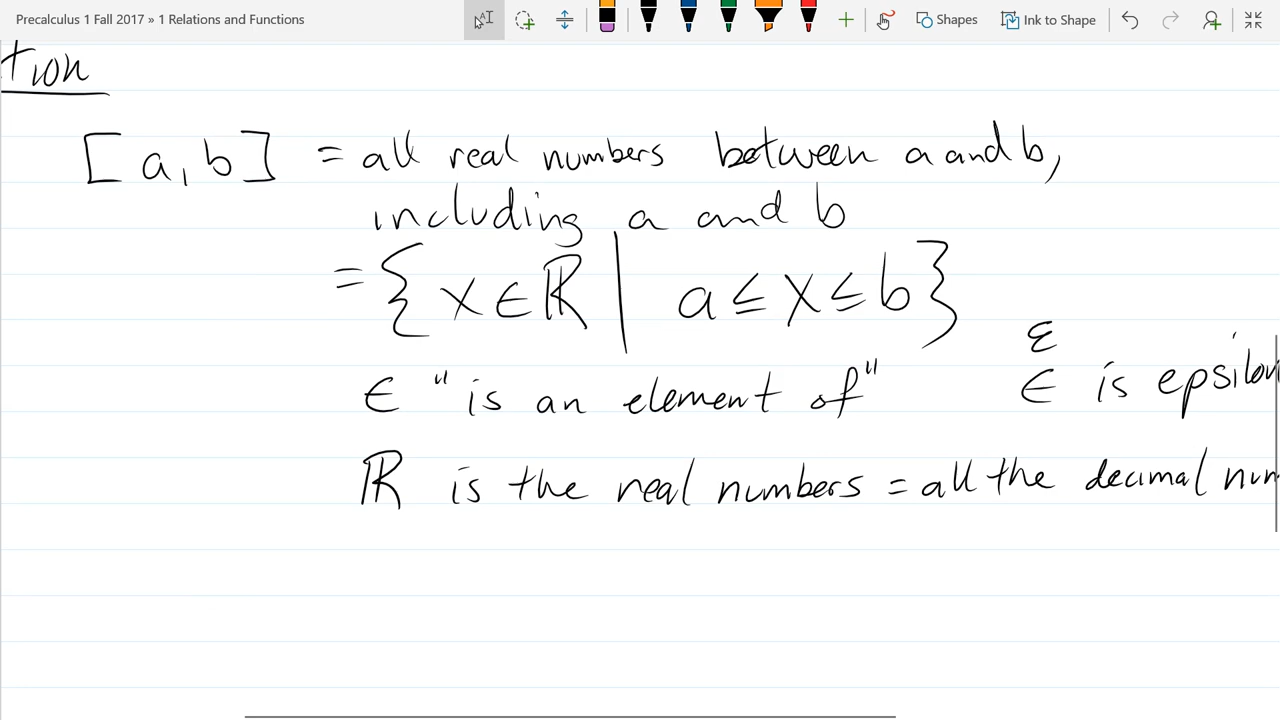 Precalculus 1 Fall 2017 » 1 Relations and Functions
Shapes
Ink to Shape
tion
[a, b] = all real numbers between a and b,
including a and b
= {x ∈ ℝ | a ≤ x ≤ b}
ε
∈ "is an element of" ϵ is epsilon
ℝ is the real numbers = all the decimal num